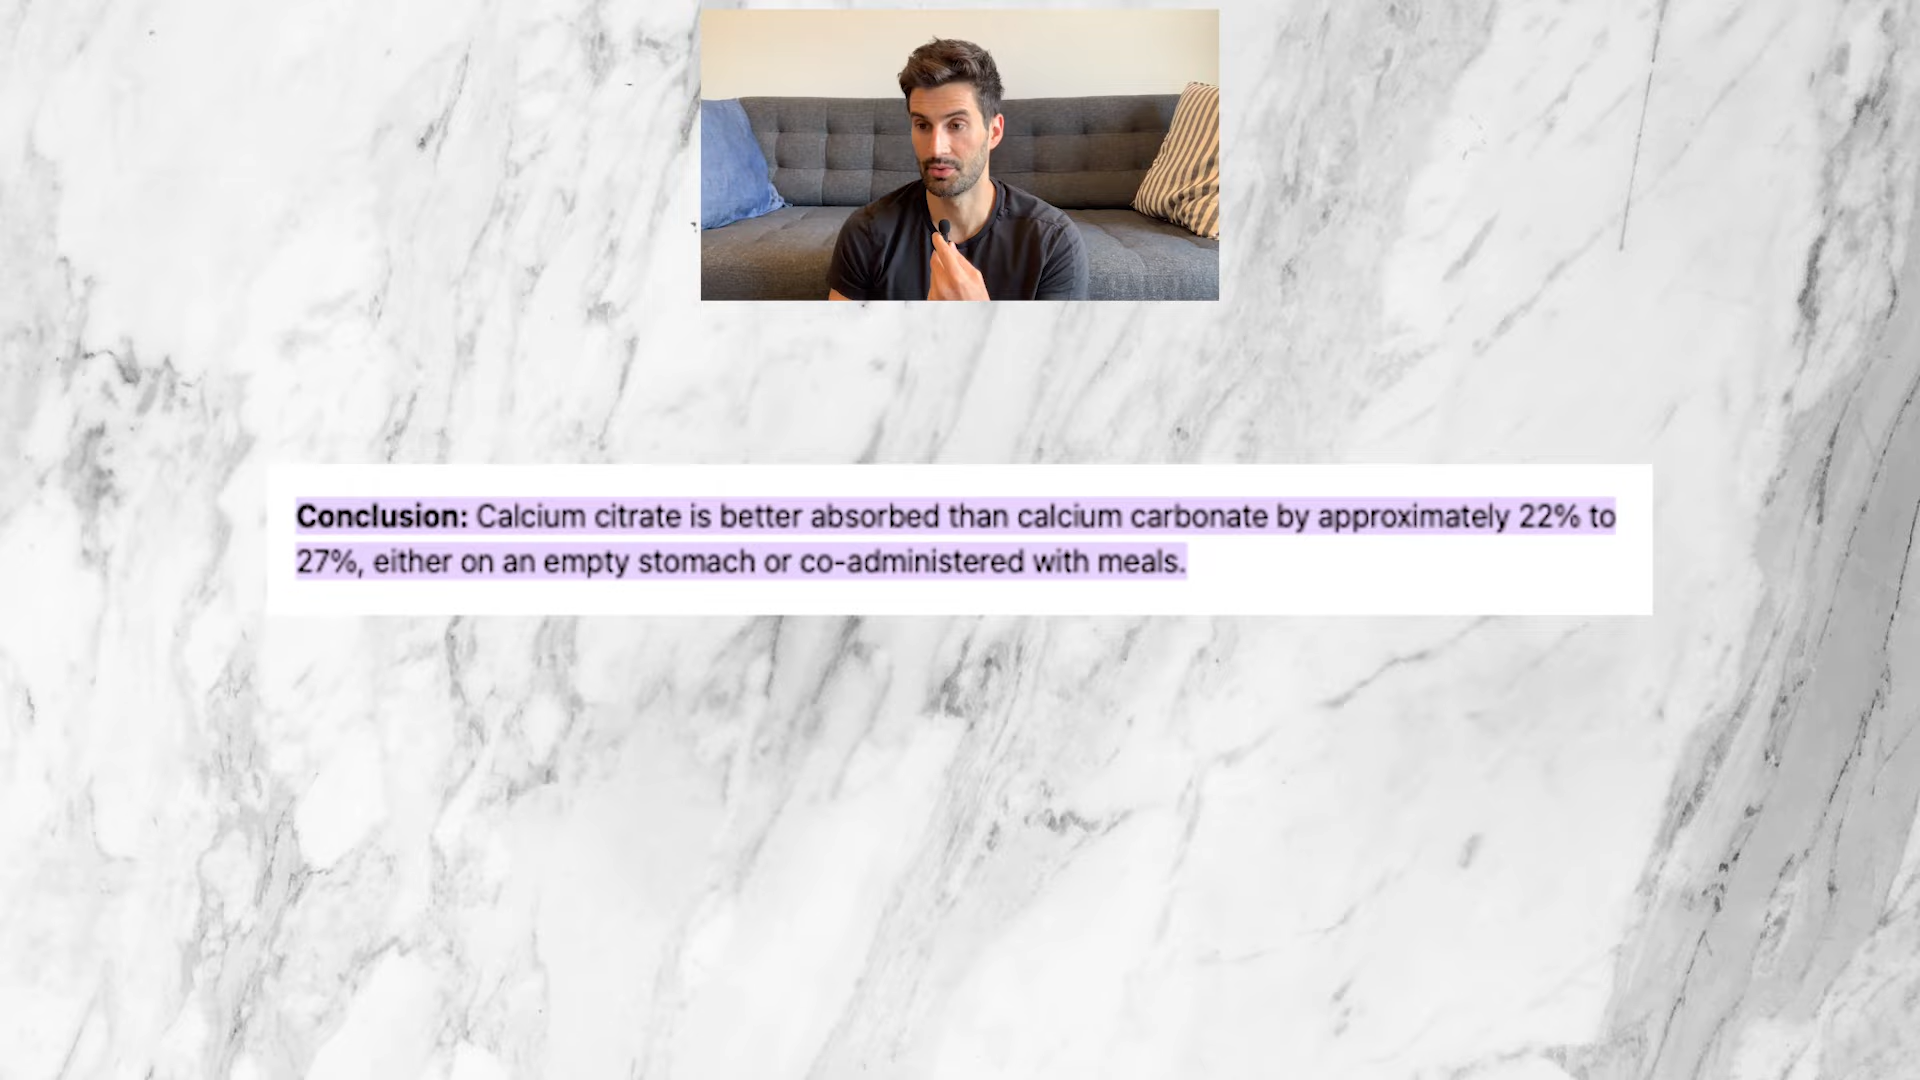 Conclusion: Calcium citrate is better absorbed than calcium carbonate by approximately 22% to
27%, either on an empty stomach or co-administered with meals.